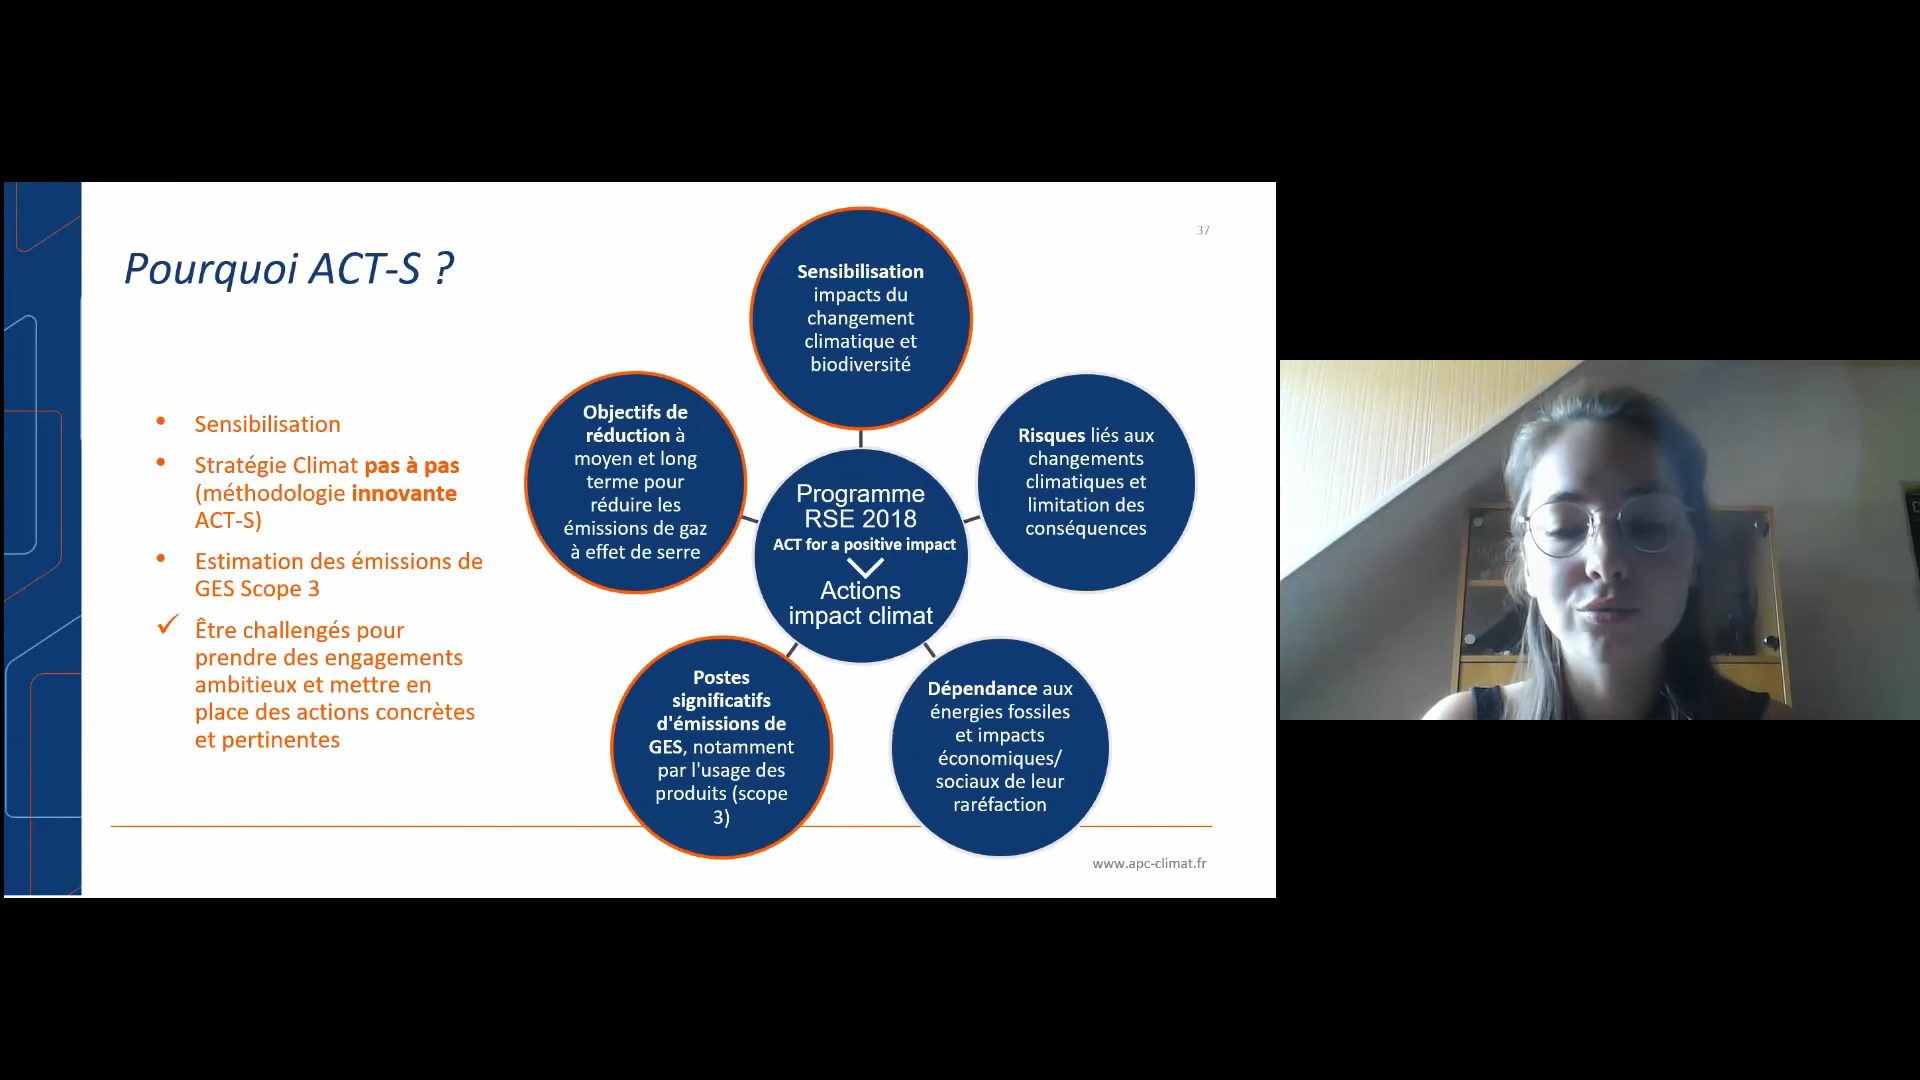 37
Pourquoi ACT-S ?
• Sensibilisation
• Stratégie Climat pas à pas
(méthodologie innovante
ACT-S)
• Estimation des émissions de
GES Scope 3
✓ Être challengés pour
prendre des engagements
ambitieux et mettre en
place des actions concrètes
et pertinentes
Sensibilisation
impacts du
changement
climatique et
biodiversité
Objectifs de
réduction à
moyen et long
terme pour
réduire les
émissions de gaz
à effet de serre
Risques liés aux
changements
climatiques et
limitation des
conséquences
Programme
RSE 2018
ACT for a positive impact
Actions
impact climat
Postes
significatifs
d'émissions de
GES, notamment
par l'usage des
produits (scope
3)
Dépendance aux
énergies fossiles
et impacts
économiques/
sociaux de leur
raréfaction
www.apc-climat.fr